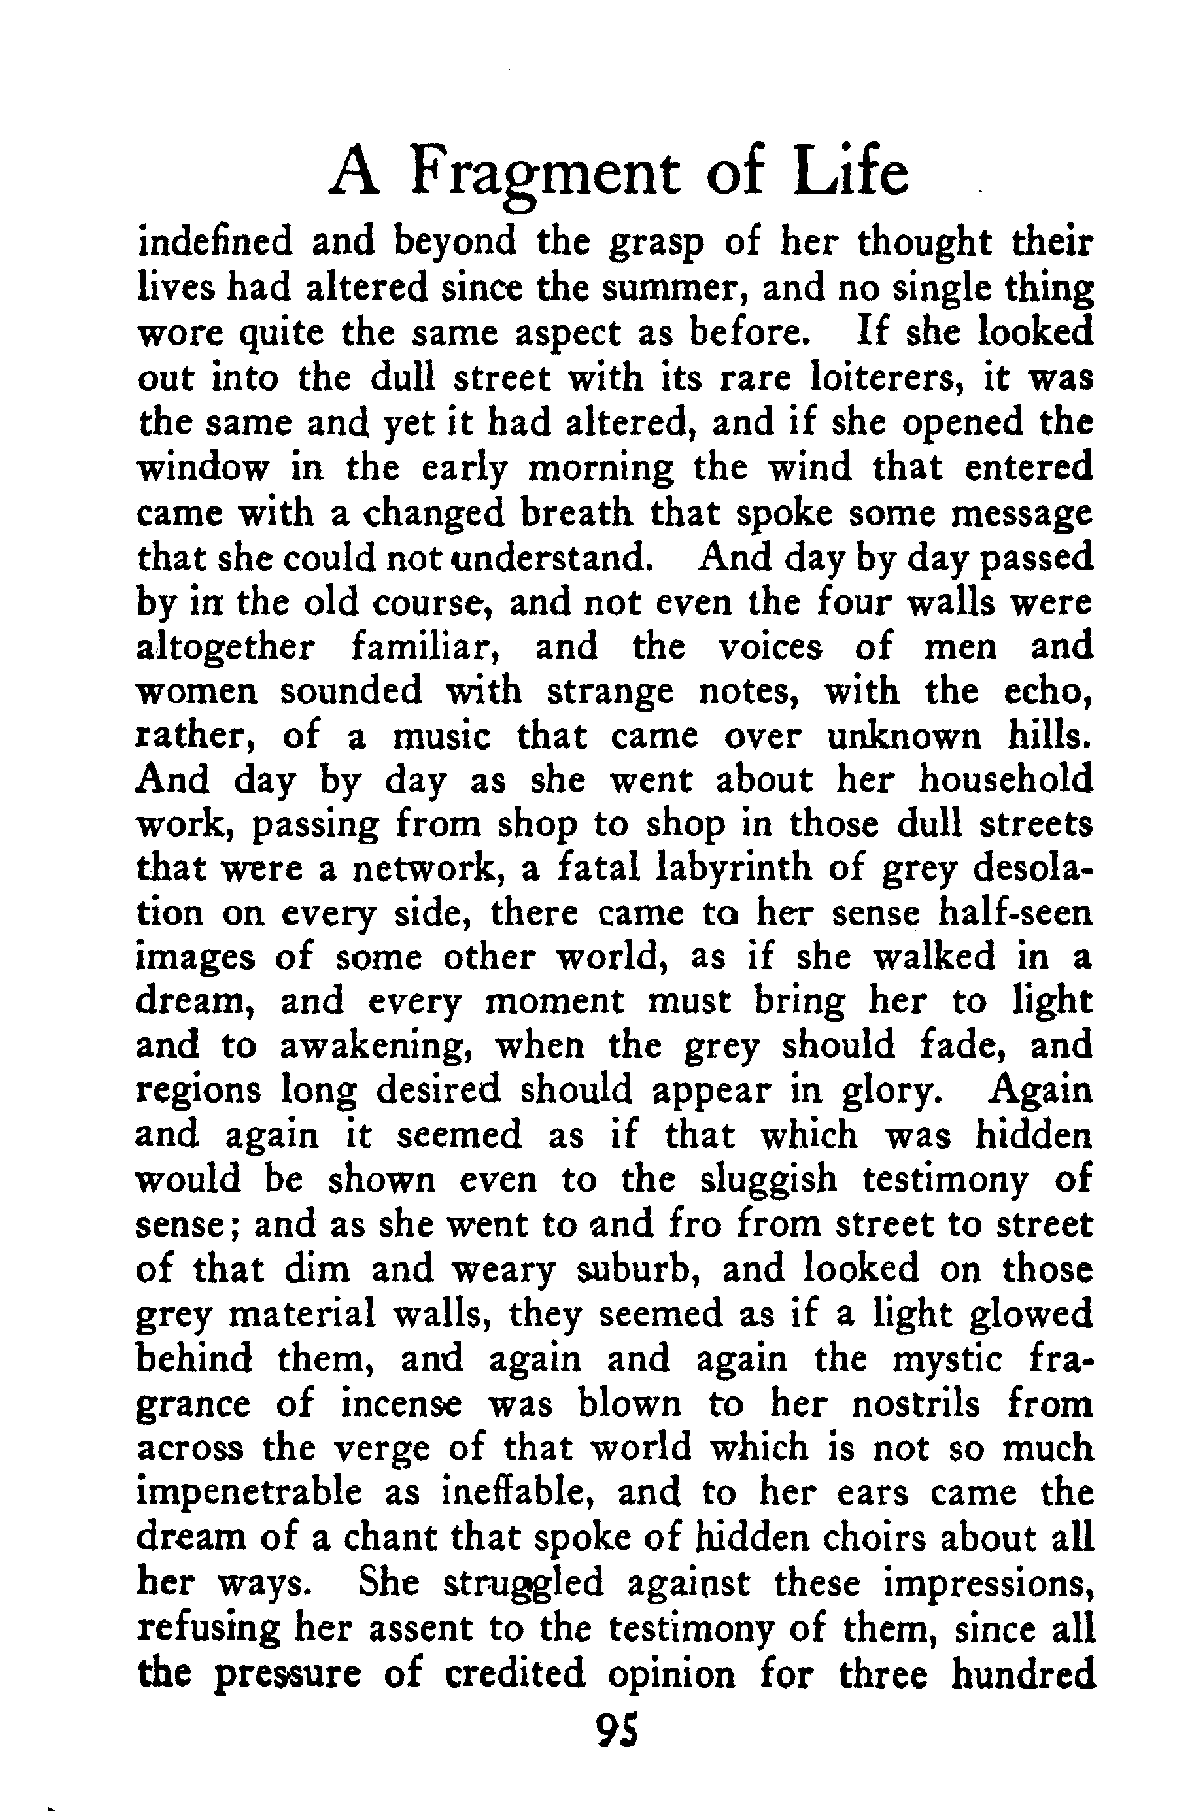 A Fragment of Life
indefined and beyond the grasp of her thought their
lives had altered since the summer, and no single thing
wore quite the same aspect as before. If she looked
out into the dull street with its rare loiterers, it was
the same and yet it had altered, and if she opened the
window in the early morning the wind that entered
came with a changed breath that spoke some message
that she could not understand. And day by day passed
by in the old course, and not even the four walls were
altogether familiar, and the voices of men and
women sounded with strange notes, with the echo,
rather, of a music that came over unknown hills.
And day by day as she went about her household
work, passing from shop to shop in those dull streets
that were a network, a fatal labyrinth of grey desola-
tion on every side, there came to her sense half-seen
images of some other world, as if she walked in a
dream, and every moment must bring her to light
and to awakening, when the grey should fade, and
regions long desired should appear in glory. Again
and again it seemed as if that which was hidden
would be shown even to the sluggish testimony of
sense; and as she went to and fro from street to street
of that dim and weary suburb, and looked on those
grey material walls, they seemed as if a light glowed
behind them, and again and again the mystic fra-
grance of incense was blown to her nostrils from
across the verge of that world which is not so much
impenetrable as ineffable, and to her ears came the
dream of a chant that spoke of hidden choirs about all
her ways. She struggled against these impressions,
refusing her assent to the testimony of them, since all
the pressure of credited opinion for three hundred
95